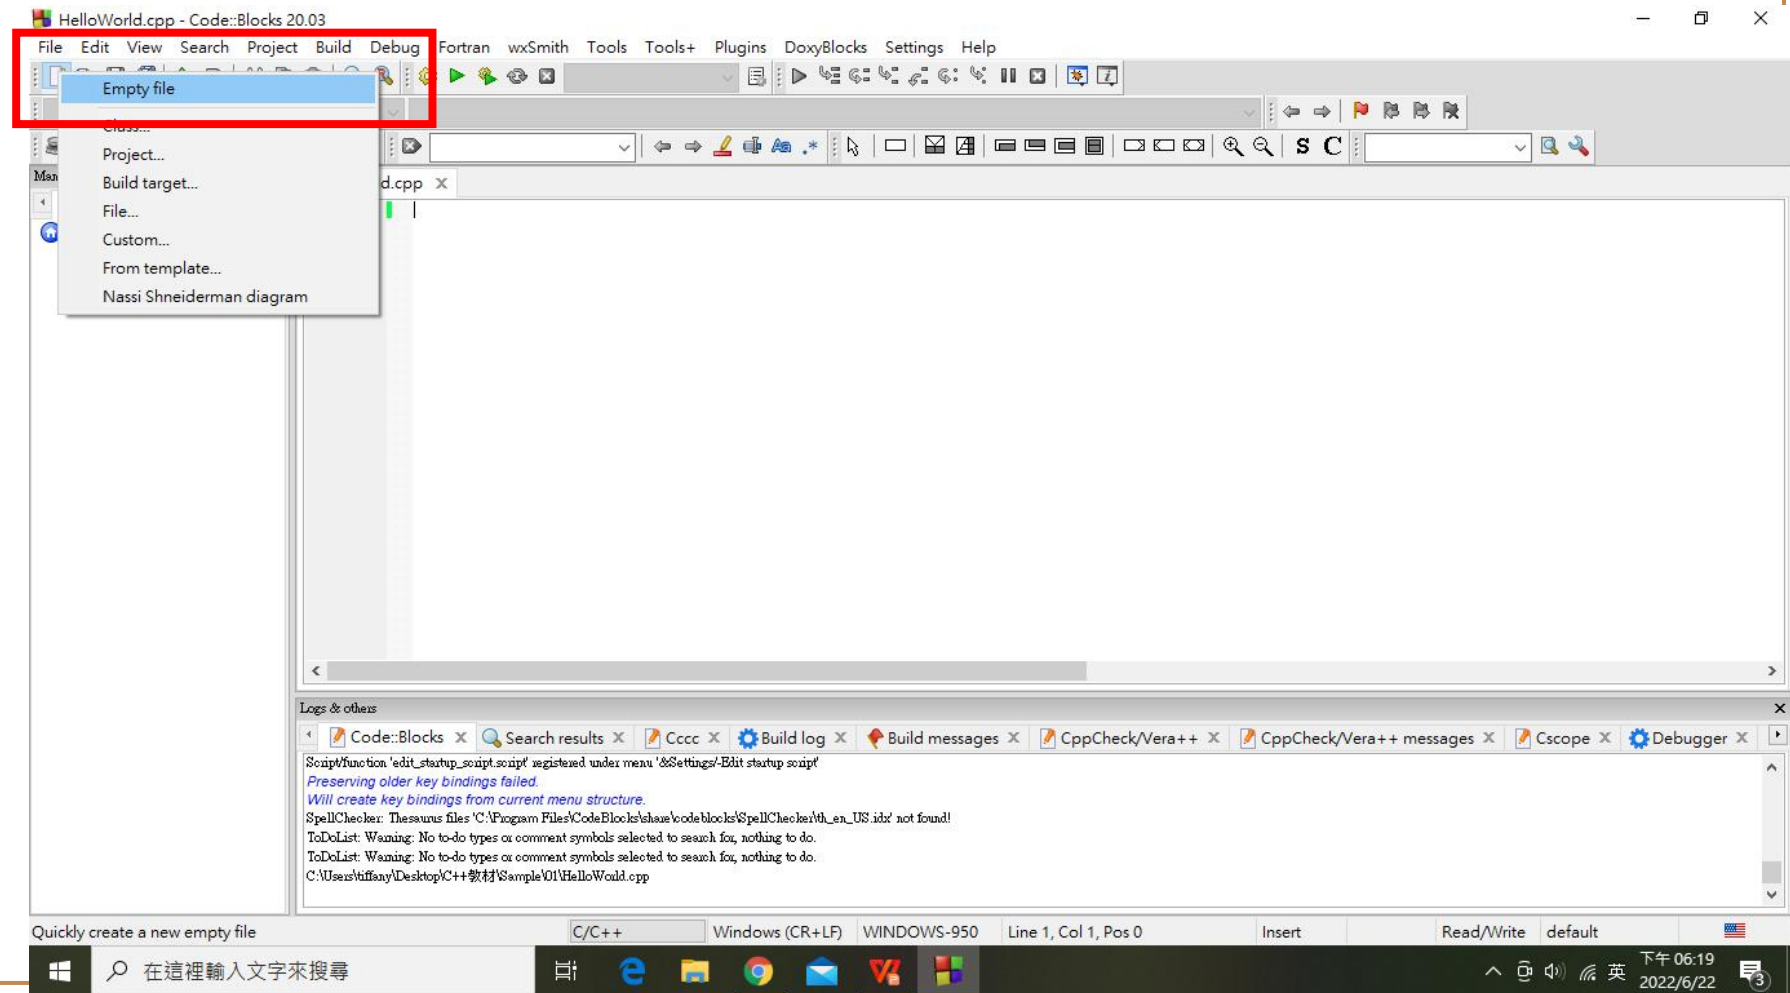 HelloWorld.cpp - Code::Blocks 20.03
File Edit View Search Project Build Debug Fortran wxSmith Tools Tools+ Plugins DoxyBlocks Settings Help
Empty file
Class...
Project...
Build target...
File...
Custom...
From template...
Nassi Shneiderman diagram
S C
Man
d.cpp
Logs & others
Code::Blocks Search results Cccc Build log Build messages CppCheck/Vera++ CppCheck/Vera++ messages Cscope Debugger
Script/function 'edit_startup_script.script' registered under menu '&Settings/-Edit startup script'
Preserving older key bindings failed.
Will create key bindings from current menu structure.
SpellChecker: Thesaurus files 'C:\Program Files\CodeBlocks\share\codeblocks\SpellChecker\th_en_US.idx' not found!
ToDoList: Warning: No to-do types or comment symbols selected to search for, nothing to do.
ToDoList: Warning: No to-do types or comment symbols selected to search for, nothing to do.
C:\Users\tiffany\Desktop\C++教材\Sample\01\HelloWorld.cpp
Quickly create a new empty file C/C++ Windows (CR+LF) WINDOWS-950 Line 1, Col 1, Pos 0 Insert Read/Write default
在這裡輸入文字來搜尋
英
下午 06:19
2022/6/22
3